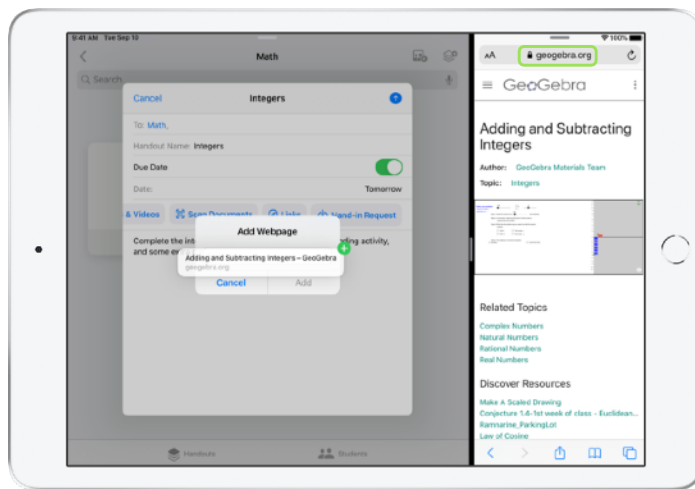 9:41 AM Tue Sep 10
Math
Search
Cancel
Integers
To: Math,
Handout Name: Integers
Due Date
Date:
Tomorrow
& Videos
Scan Documents
Links
Hand-in Request
Complete the int
ding activity,
and some ex
Add Webpage
Adding and Subtracting Integers – GeoGebra
geogebra.org
Cancel
Add
Handouts
Students
100%
AA
geogebra.org
GeoGebra
Adding and Subtracting
Integers
Author: GeoGebra Materials Team
Topic: Integers
Related Topics
Complex Numbers
Natural Numbers
Rational Numbers
Real Numbers
Discover Resources
Make A Scaled Drawing
Conjecture 1.4-1st week of class - Euclidean...
Ramnarine_ParkingLot
Law of Cosine